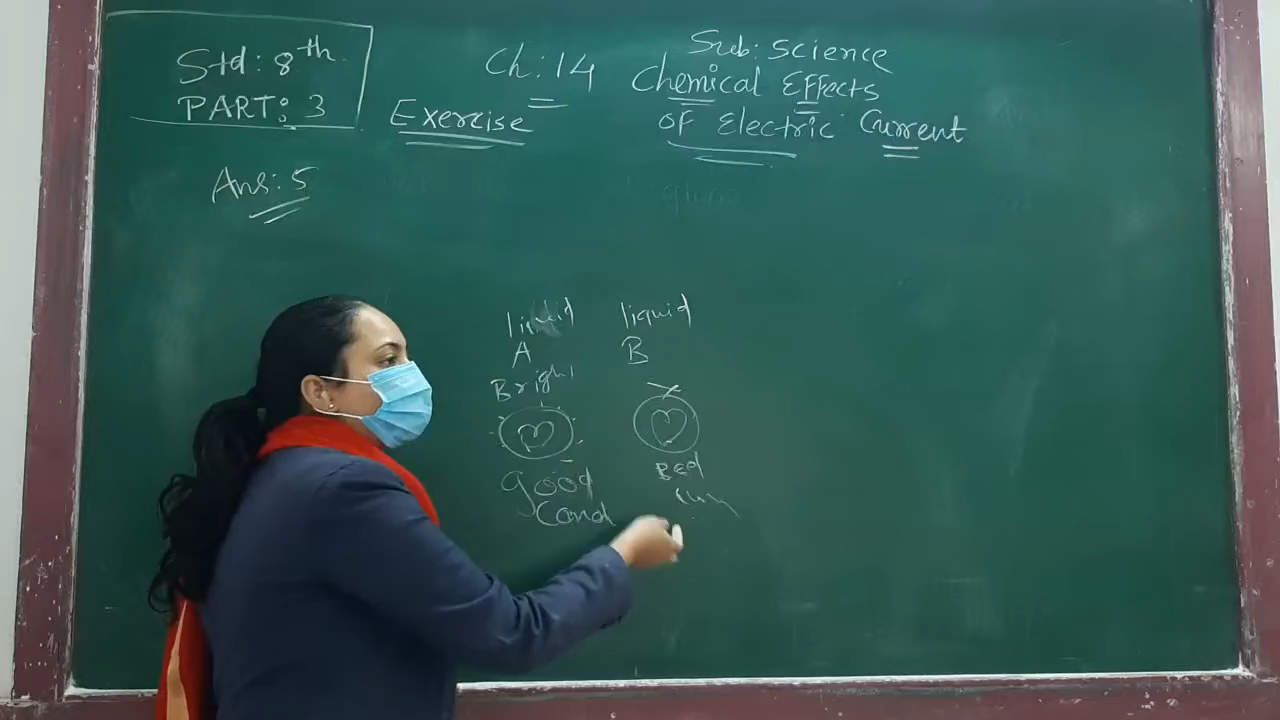 Std: 8th.
PART: 3
Ch: 14
Exercise
Sub: Science
Chemical Effects
of Electric Current
Ans: 5
liquid
A
Bright
good
Cond
liquid
B